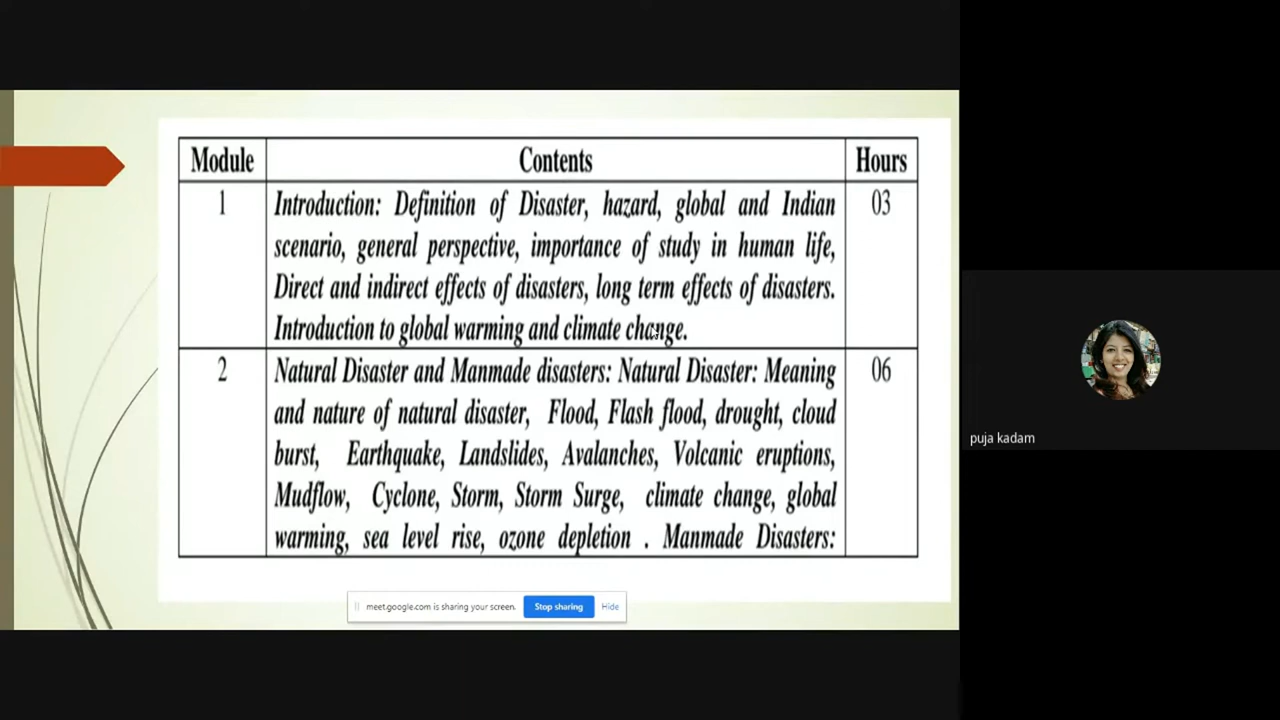 Module Contents Hours
1 Introduction: Definition of Disaster, hazard, global and Indian 03
scenario, general perspective, importance of study in human life,
Direct and indirect effects of disasters, long term effects of disasters.
Introduction to global warming and climate change.
2 Natural Disaster and Manmade disasters: Natural Disaster: Meaning 06
and nature of natural disaster, Flood, Flash flood, drought, cloud
burst, Earthquake, Landslides, Avalanches, Volcanic eruptions,
Mudflow, Cyclone, Storm, Storm Surge, climate change, global
warming, sea level rise, ozone depletion . Manmade Disasters:
meet.google.com is sharing your screen. Stop sharing Hide
puja kadam